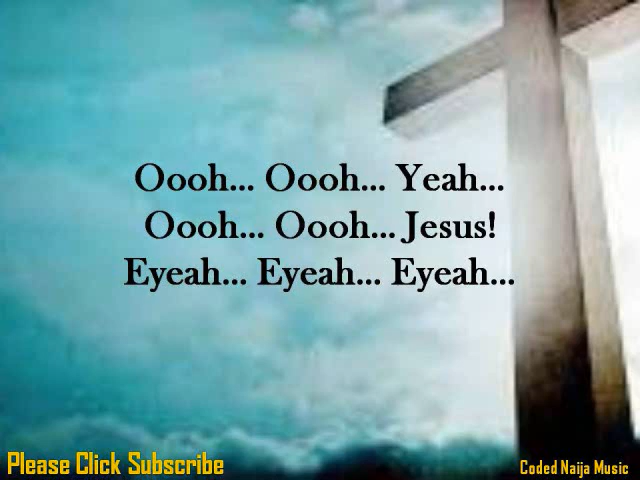 Oooh... Oooh... Yeah...
Oooh... Oooh... Jesus!
Eyeah... Eyeah... Eyeah...
Please Click Subscribe
Coded Naija Music